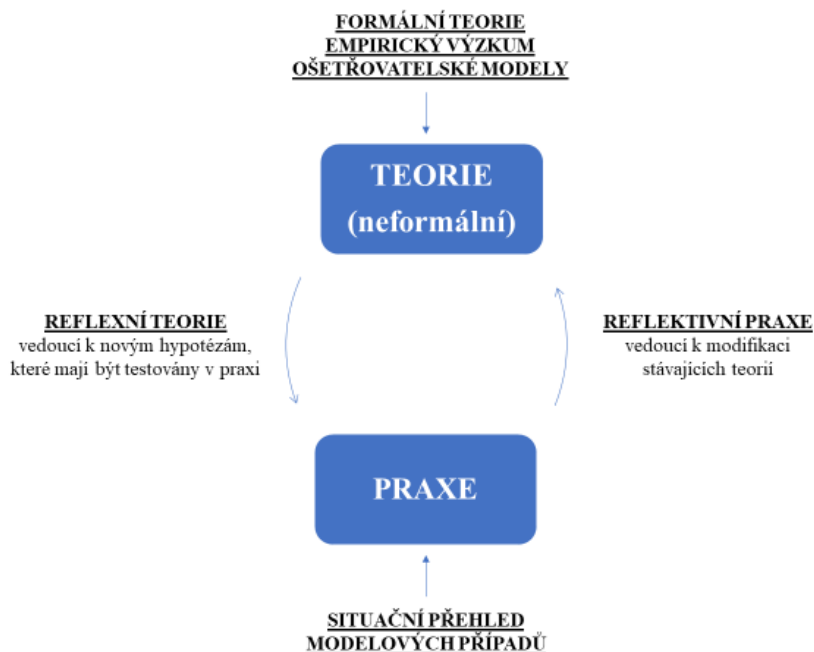 FORMÁLNÍ TEORIE
EMPIRICKÝ VÝZKUM
OŠETŘOVATELSKÉ MODELY
TEORIE
(neformální)
REFLEXNÍ TEORIE
vedoucí k novým hypotézám,
které mají být testovány v praxi
REFLEKTIVNÍ PRAXE
vedoucí k modifikaci
stávajících teorií
PRAXE
SITUAČNÍ PŘEHLED
MODELOVÝCH PŘÍPADŮ